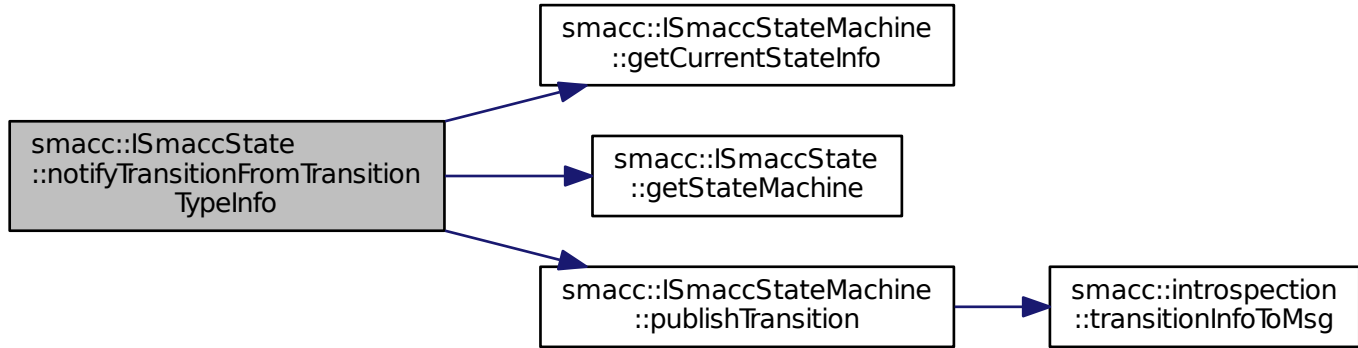 smacc::ISmaccState
::notifyTransitionFromTransition
TypeInfo
smacc::ISmaccStateMachine
::getCurrentStateInfo
smacc::ISmaccState
::getStateMachine
smacc::ISmaccStateMachine
::publishTransition
smacc::introspection
::transitionInfoToMsg